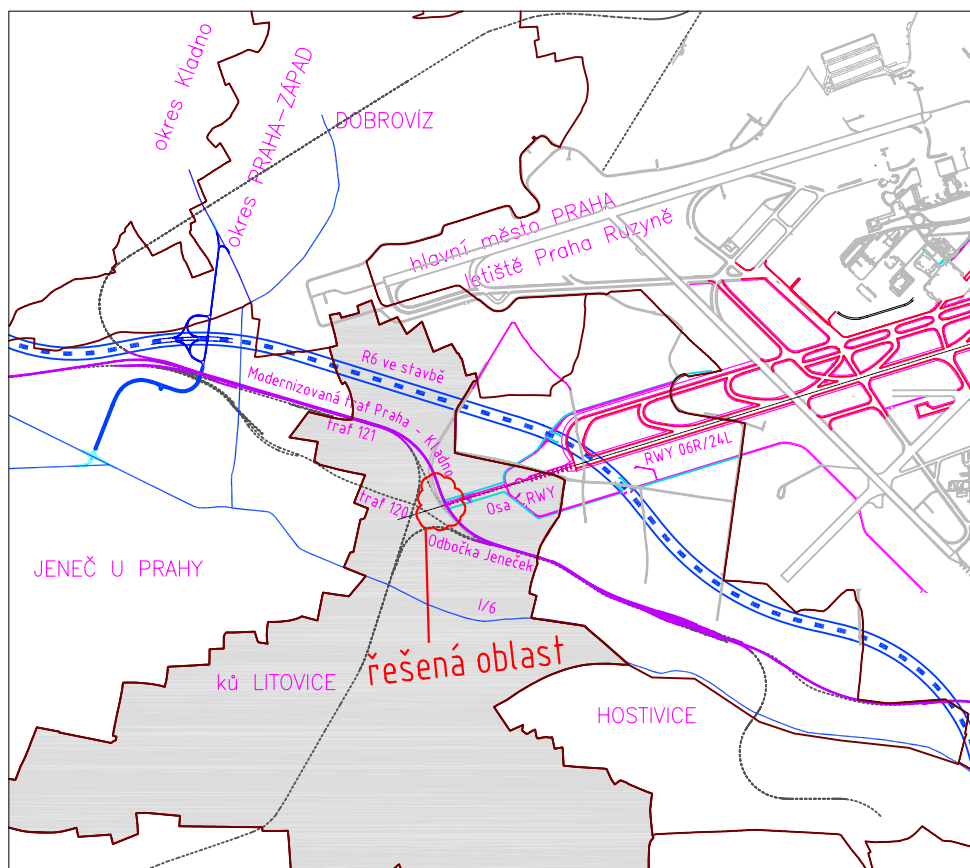 okres Kladno
okres PRAHA-ZÁPAD
DOBROVÍZ
hlavní město PRAHA
letiště Praha Ruzyně
R6 ve stavbě
Modernizovaná trať Praha - Kladno
trať 121
RWY 06R/24L
trať 120
Osa RWY
Odbočka Jeneček
JENEČ U PRAHY
I/6
řešená oblast
ků LITOVICE
HOSTIVICE